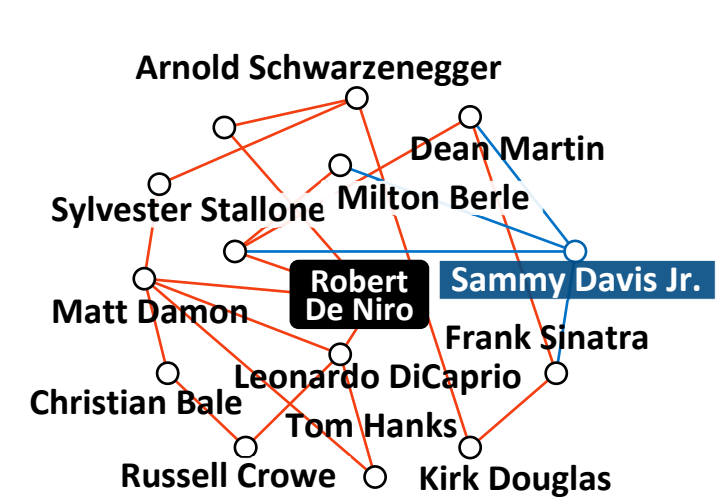 Arnold Schwarzenegger
Dean Martin
Milton Berle
Sylvester Stallone
Robert
De Niro
Sammy Davis Jr.
Matt Damon
Frank Sinatra
Leonardo DiCaprio
Christian Bale
Tom Hanks
Russell Crowe
Kirk Douglas